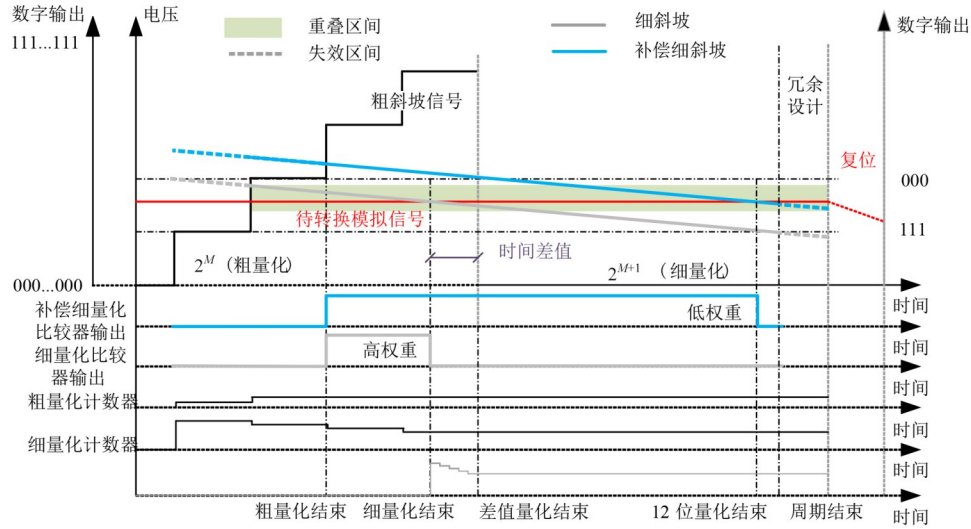 数字输出
电压
重叠区间
失效区间
细斜坡
补偿细斜坡
数字输出
111...111
粗斜坡信号
冗余
设计
复位
000
待转换模拟信号
111
时间差值
2^M (粗量化)
2^{M+1} (细量化)
000...000
时间
补偿细量化
比较器输出
低权重
时间
细量化比较
器输出
高权重
时间
粗量化计数器
时间
细量化计数器
时间
时间
时间
粗量化结束
细量化结束
差值量化结束
12 位量化结束
周期结束